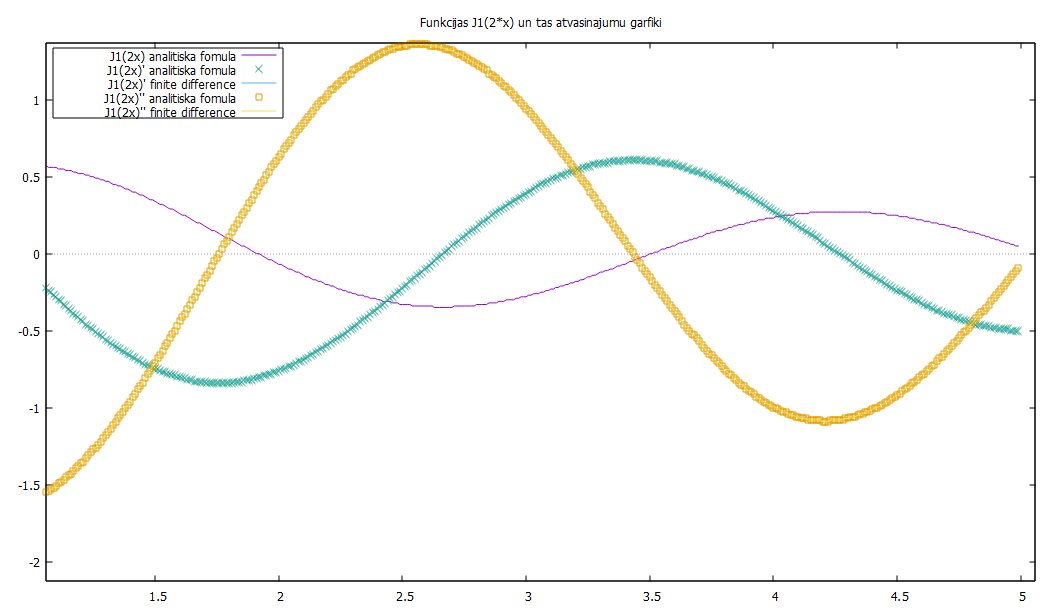 Funkcijas J1(2*x) un tas atvasinajumu garfiki
J1(2x) analitiska fomula
J1(2x)' analitiska fomula
J1(2x)' finite difference
J1(2x)'' analitiska fomula
J1(2x)'' finite difference
1
0.5
0
-0.5
-1
-1.5
-2
1.5 2 2.5 3 3.5 4 4.5 5